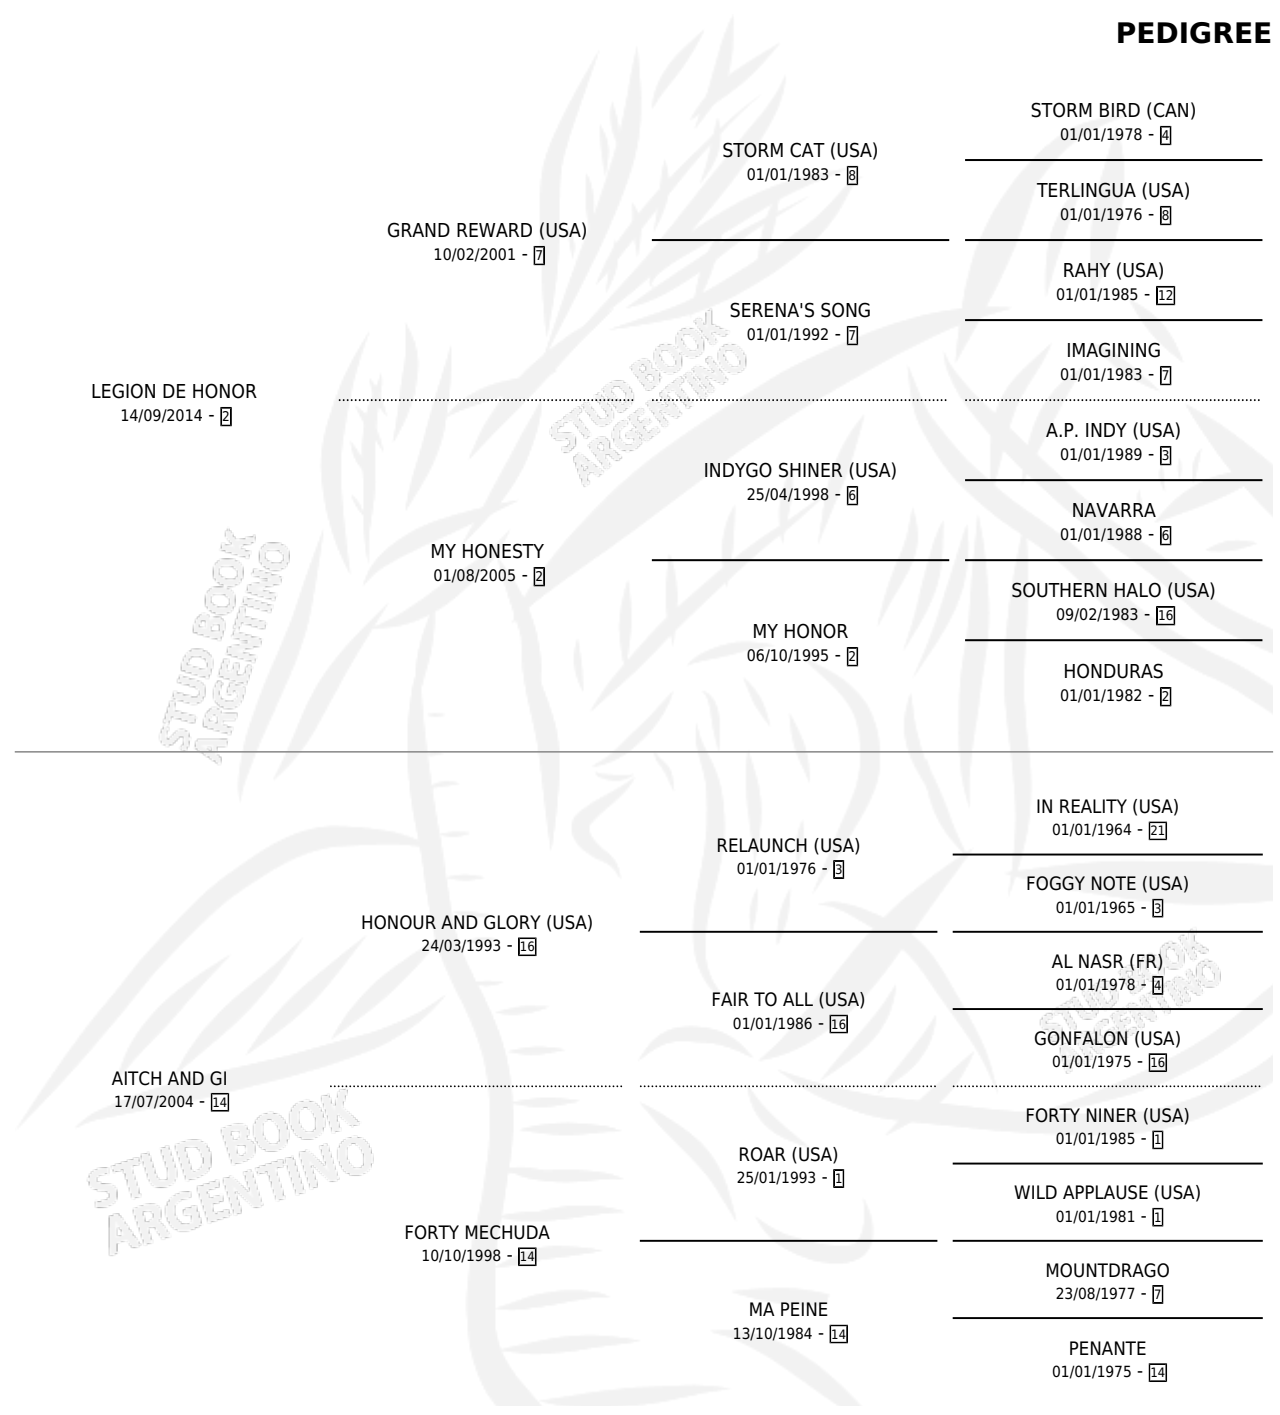 PEDIGREE
STORM BIRD (CAN)
01/01/1978 - 4
STORM CAT (USA)
01/01/1983 - 8
TERLINGUA (USA)
01/01/1976 - 8
GRAND REWARD (USA)
10/02/2001 - 7
RAHY (USA)
01/01/1985 - 12
SERENA'S SONG
01/01/1992 - 7
IMAGINING
01/01/1983 - 7
LEGION DE HONOR
14/09/2014 - 2
A.P. INDY (USA)
01/01/1989 - 3
INDYGO SHINER (USA)
25/04/1998 - 6
NAVARRA
01/01/1988 - 6
MY HONESTY
01/08/2005 - 2
SOUTHERN HALO (USA)
09/02/1983 - 16
MY HONOR
06/10/1995 - 2
HONDURAS
01/01/1982 - 2
IN REALITY (USA)
01/01/1964 - 21
RELAUNCH (USA)
01/01/1976 - 3
FOGGY NOTE (USA)
01/01/1965 - 3
HONOUR AND GLORY (USA)
24/03/1993 - 16
AL NASR (FR)
01/01/1978 - 4
FAIR TO ALL (USA)
01/01/1986 - 16
GONFALON (USA)
01/01/1975 - 16
AITCH AND GI
17/07/2004 - 14
FORTY NINER (USA)
01/01/1985 - 1
ROAR (USA)
25/01/1993 - 1
WILD APPLAUSE (USA)
01/01/1981 - 1
FORTY MECHUDA
10/10/1998 - 14
MOUNTDRAGO
23/08/1977 - 7
MA PEINE
13/10/1984 - 14
PENANTE
01/01/1975 - 14
STUD BOOK
ARGENTINO
STUD BOOK
ARGENTINO
STUD BOOK
ARGENTINO
STUD BOOK
ARGENTINO